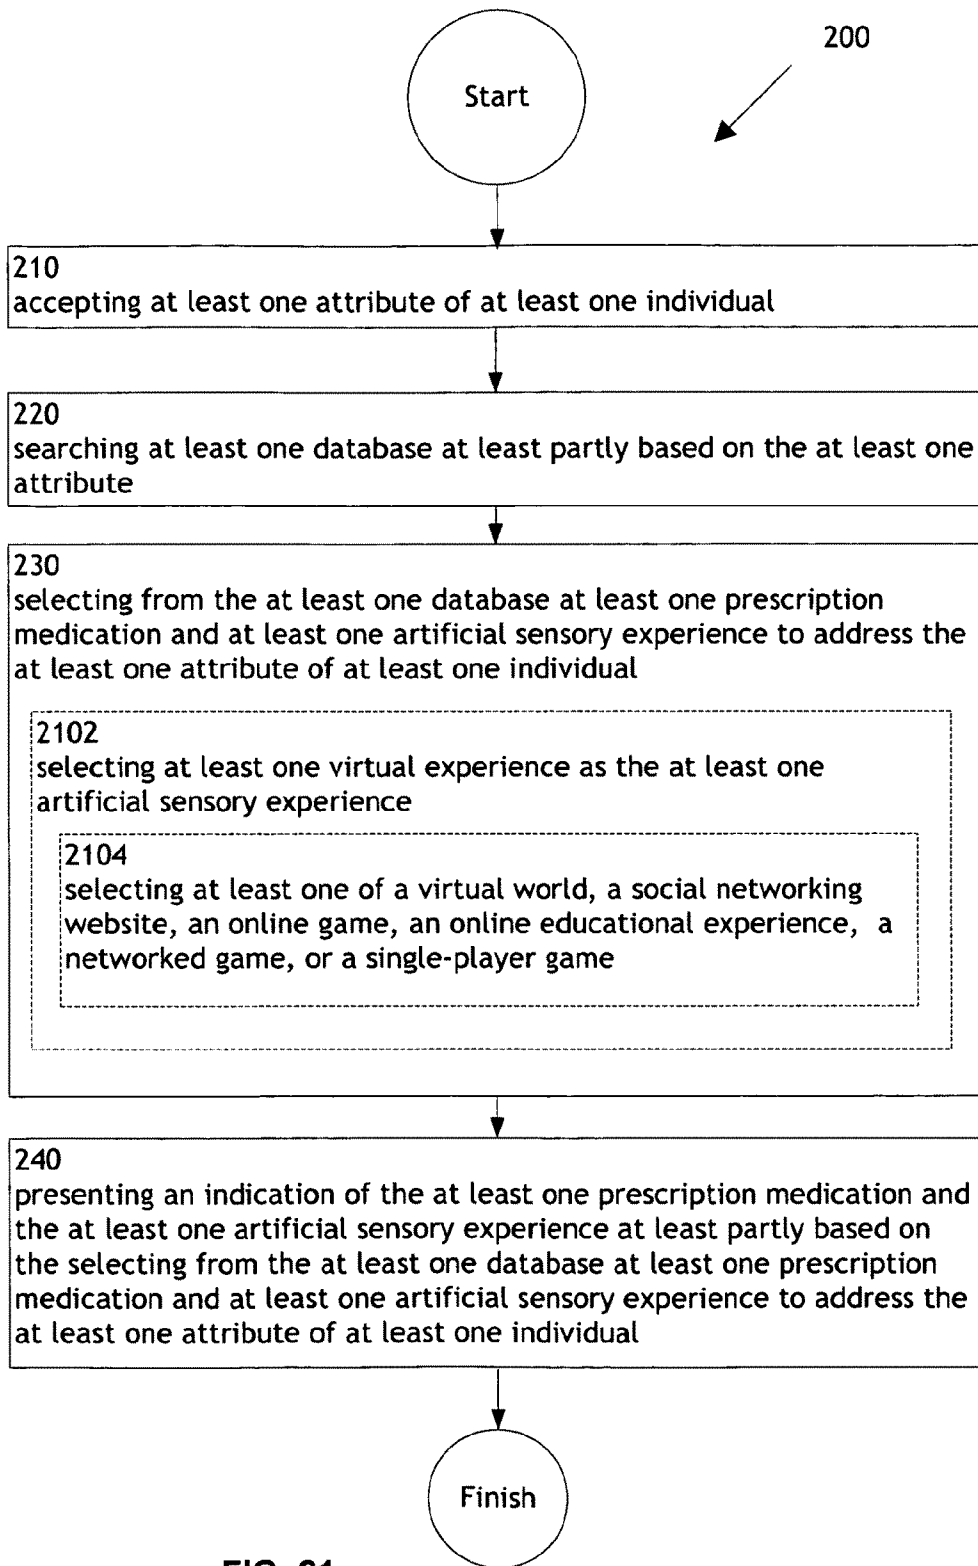 200
Start
210
accepting at least one attribute of at least one individual
220
searching at least one database at least partly based on the at least one
attribute
230
selecting from the at least one database at least one prescription
medication and at least one artificial sensory experience to address the
at least one attribute of at least one individual
2102
selecting at least one virtual experience as the at least one
artificial sensory experience
2104
selecting at least one of a virtual world, a social networking
website, an online game, an online educational experience, a
networked game, or a single-player game
240
presenting an indication of the at least one prescription medication and
the at least one artificial sensory experience at least partly based on
the selecting from the at least one database at least one prescription
medication and at least one artificial sensory experience to address the
at least one attribute of at least one individual
Finish